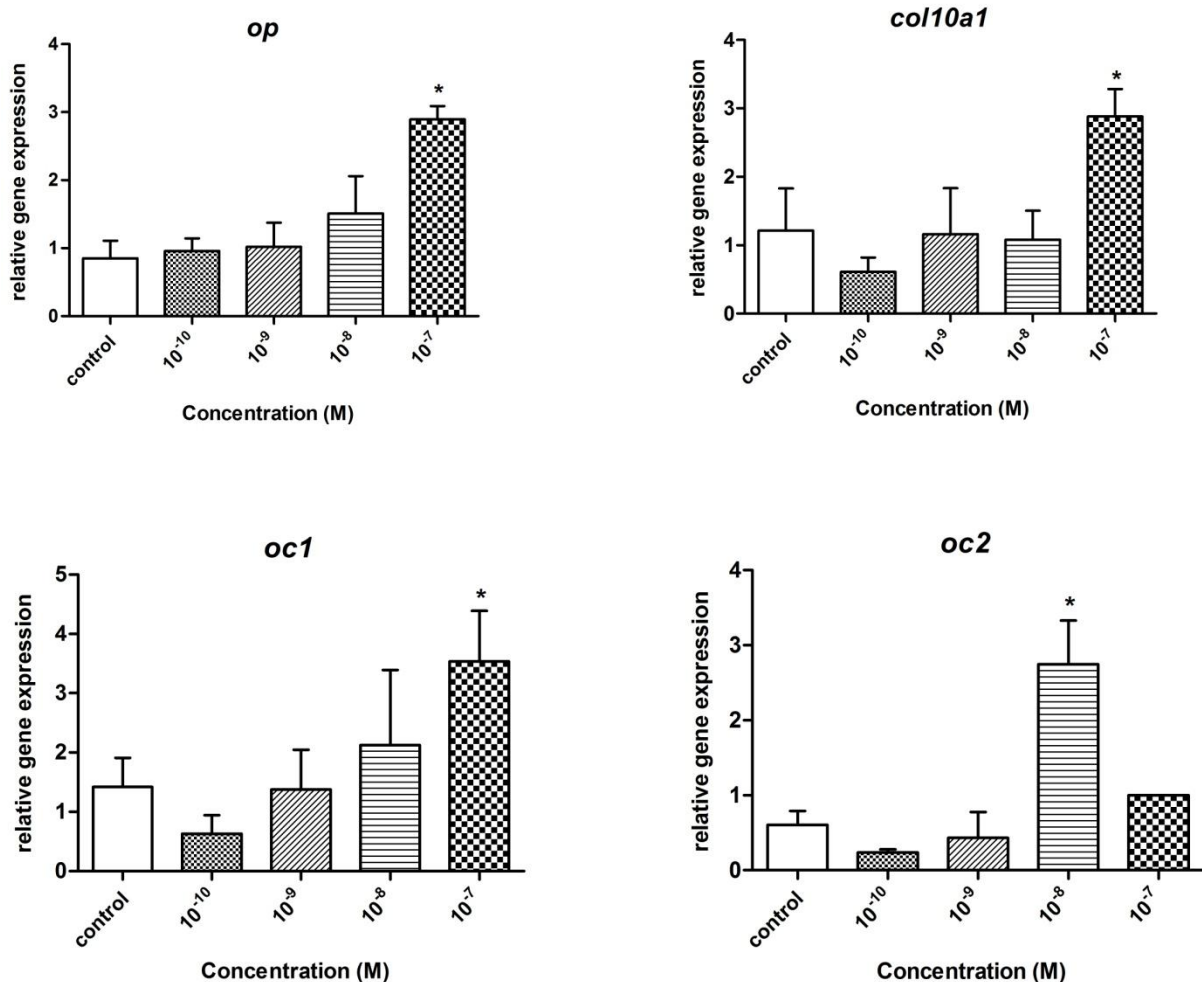 op
relative gene expression
4
3
2
1
0
*
control
10⁻¹⁰
10⁻⁹
10⁻⁸
10⁻⁷
Concentration (M)
col10a1
relative gene expression
4
3
2
1
0
*
control
10⁻¹⁰
10⁻⁹
10⁻⁸
10⁻⁷
Concentration (M)
oc1
relative gene expression
5
4
3
2
1
0
*
control
10⁻¹⁰
10⁻⁹
10⁻⁸
10⁻⁷
Concentration (M)
oc2
relative gene expression
4
3
2
1
0
*
control
10⁻¹⁰
10⁻⁹
10⁻⁸
10⁻⁷
Concentration (M)